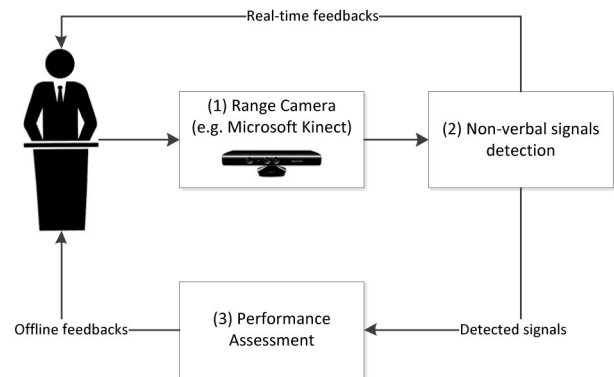 Real-time feedbacks
(1) Range Camera
(e.g. Microsoft Kinect)
(2) Non-verbal signals
detection
Offline feedbacks
(3) Performance
Assessment
Detected signals